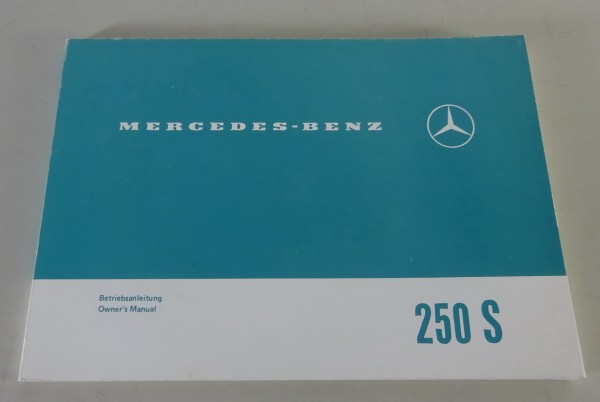 MERCEDES-BENZ
Betriebsanleitung
Owner's Manual
250 S